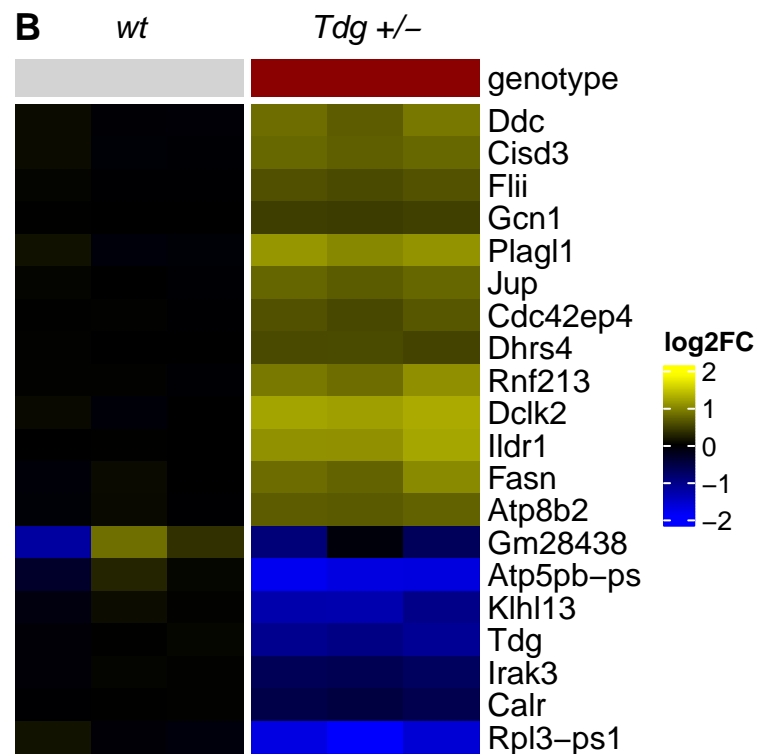 B wt Tdg +/−
genotype
Ddc
Cisd3
Flii
Gcn1
Plagl1
Jup
Cdc42ep4
Dhrs4
Rnf213
Dclk2
Ildr1
Fasn
Atp8b2
Gm28438
Atp5pb−ps
Klhl13
Tdg
Irak3
Calr
Rpl3−ps1
log2FC
2
1
0
−1
−2